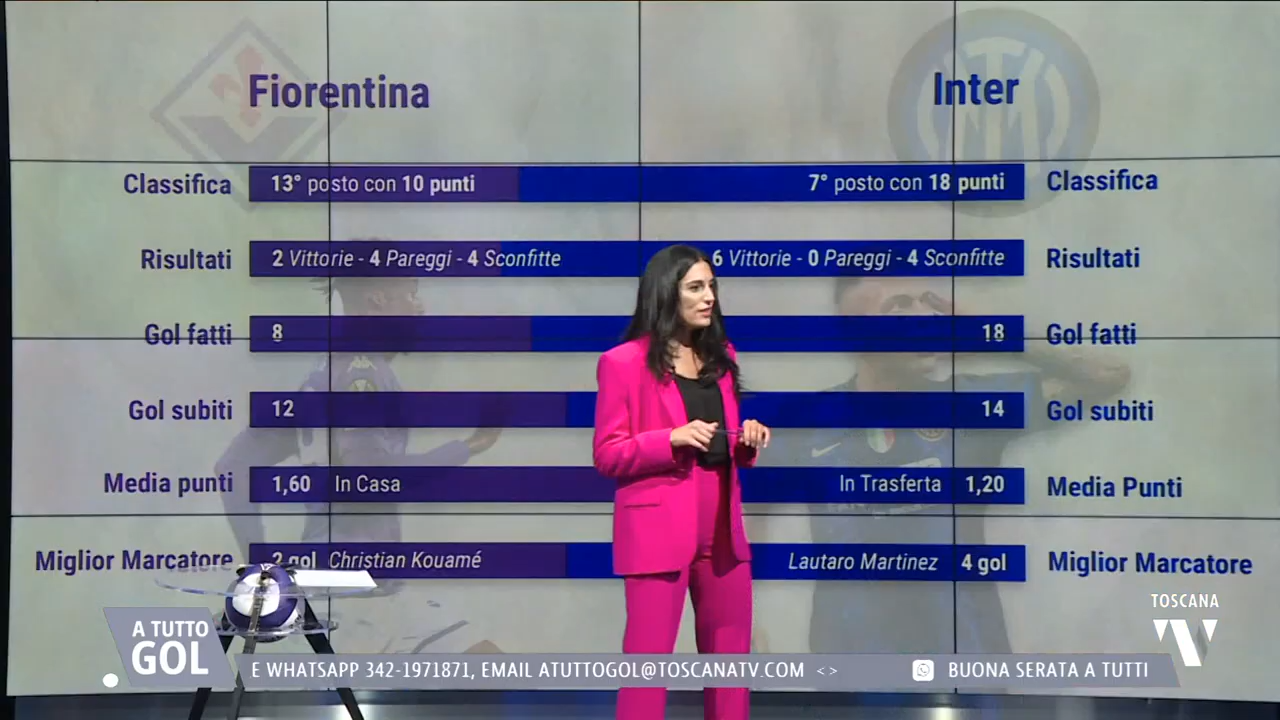 Fiorentina
Inter
Classifica 13° posto con 10 punti 7° posto con 18 punti Classifica
Risultati 2 Vittorie - 4 Pareggi - 4 Sconfitte 6 Vittorie - 0 Pareggi - 4 Sconfitte Risultati
Gol fatti 8 18 Gol fatti
Gol subiti 12 14 Gol subiti
Media punti 1,60 In Casa In Trasferta 1,20 Media Punti
Miglior Marcatore 2 gol Christian Kouamé Lautaro Martinez 4 gol Miglior Marcatore
TOSCANA
TV
A TUTTO
GOL
E WHATSAPP 342-1971871, EMAIL ATUTTOGOL@TOSCANATV.COM <> BUONA SERATA A TUTTI